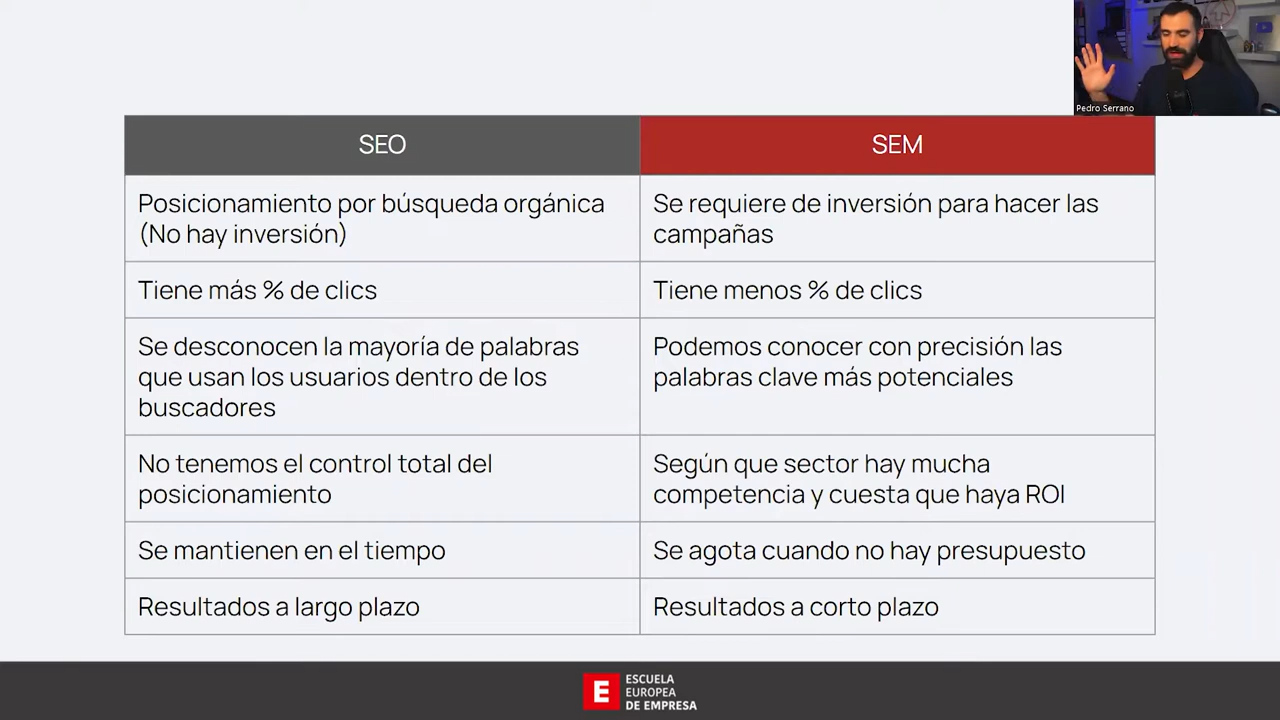 Pedro Serrano
SEO
SEM
Posicionamiento por búsqueda orgánica
(No hay inversión)
Se requiere de inversión para hacer las
campañas
Tiene más % de clics
Tiene menos % de clics
Se desconocen la mayoría de palabras
que usan los usuarios dentro de los
buscadores
Podemos conocer con precisión las
palabras clave más potenciales
No tenemos el control total del
posicionamiento
Según que sector hay mucha
competencia y cuesta que haya ROI
Se mantienen en el tiempo
Se agota cuando no hay presupuesto
Resultados a largo plazo
Resultados a corto plazo
E
ESCUELA
EUROPEA
DE EMPRESA